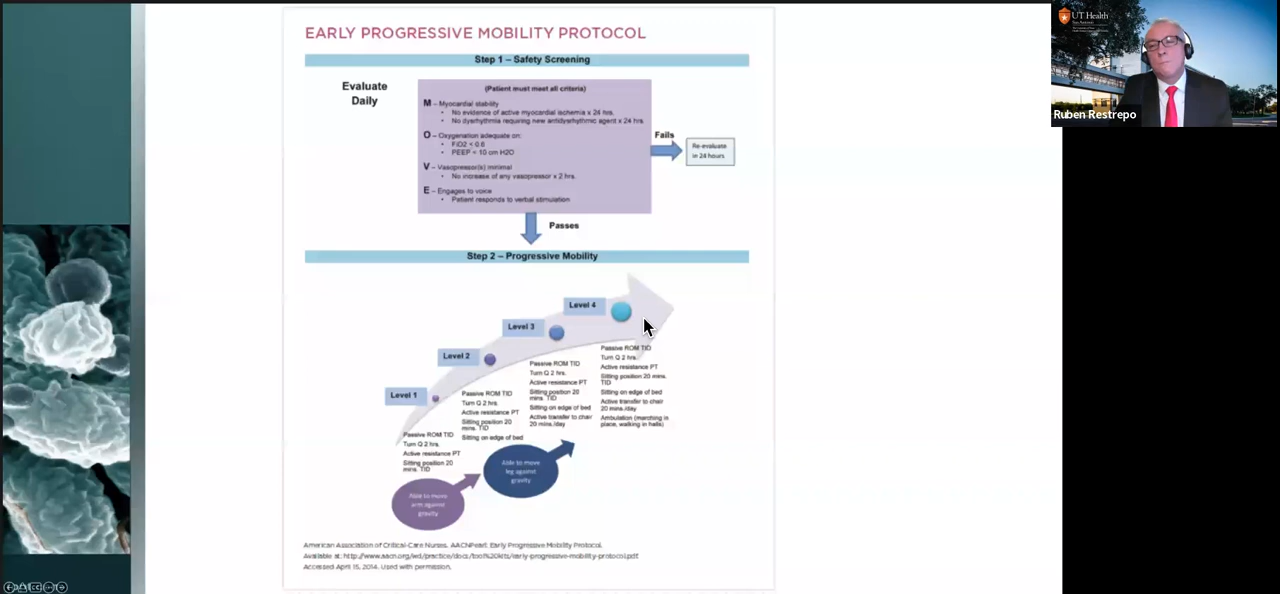 EARLY PROGRESSIVE MOBILITY PROTOCOL
Step 1 – Safety Screening
Evaluate
Daily
(Patient must meet all criteria)
M – Myocardial stability
• No evidence of active myocardial ischemia x 24 hrs.
• No dysrhythmia requiring new antidysrhythmic agent x 24 hrs.
O – Oxygenation adequate on:
• FiO2 < 0.6
• PEEP < 10 cm H2O
V – Vasopressor(s) minimal
• No increase of any vasopressor x 2 hrs.
E – Engages to voice
• Patient responds to verbal stimulation
Fails
Re-evaluate
in 24 hours
Passes
Step 2 – Progressive Mobility
Level 1
Passive ROM TID
Turn Q 2 hrs.
Active resistance PT
Sitting position 20
mins. TID
Level 2
Passive ROM TID
Turn Q 2 hrs.
Active resistance PT
Sitting position 20
mins. TID
Sitting on edge of bed
Level 3
Passive ROM TID
Turn Q 2 hrs.
Active resistance PT
Sitting position 20
mins. TID
Sitting on edge of bed
Active transfer to chair
20 mins./day
Level 4
Passive ROM TID
Turn Q 2 hrs.
Active resistance PT
Sitting position 20 mins.
TID
Sitting on edge of bed
Active transfer to chair
20 mins./day
Ambulation (marching in
place, walking in halls)
Able to move
arm against
gravity
Able to move
leg against
gravity
American Association of Critical-Care Nurses. AACNPearl: Early Progressive Mobility Protocol.
Available at: http://www.aacn.org/wd/practice/docs/tool%20kits/early-progressive-mobility-protocol.pdf.
Accessed April 15, 2014. Used with permission.
UT Health
San Antonio
Ruben Restrepo